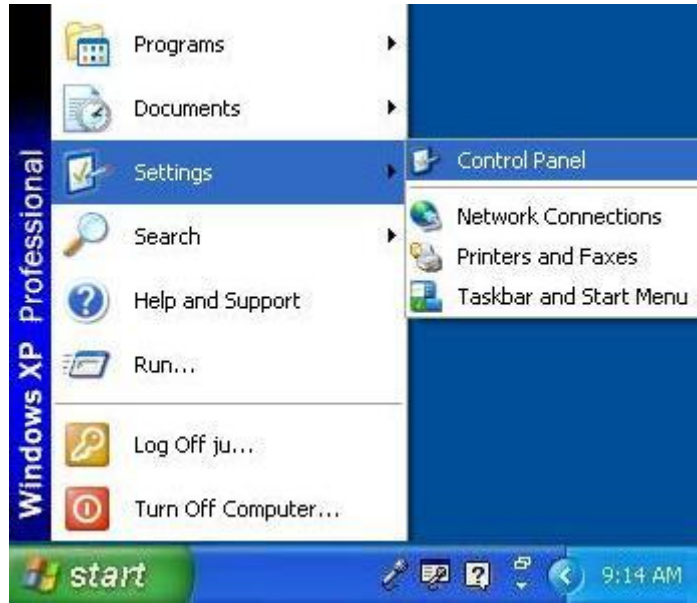 Programs
Documents
Settings
Search
Help and Support
Run...
Log Off ju...
Turn Off Computer...
Control Panel
Network Connections
Printers and Faxes
Taskbar and Start Menu
Windows XP Professional
start
9:14 AM